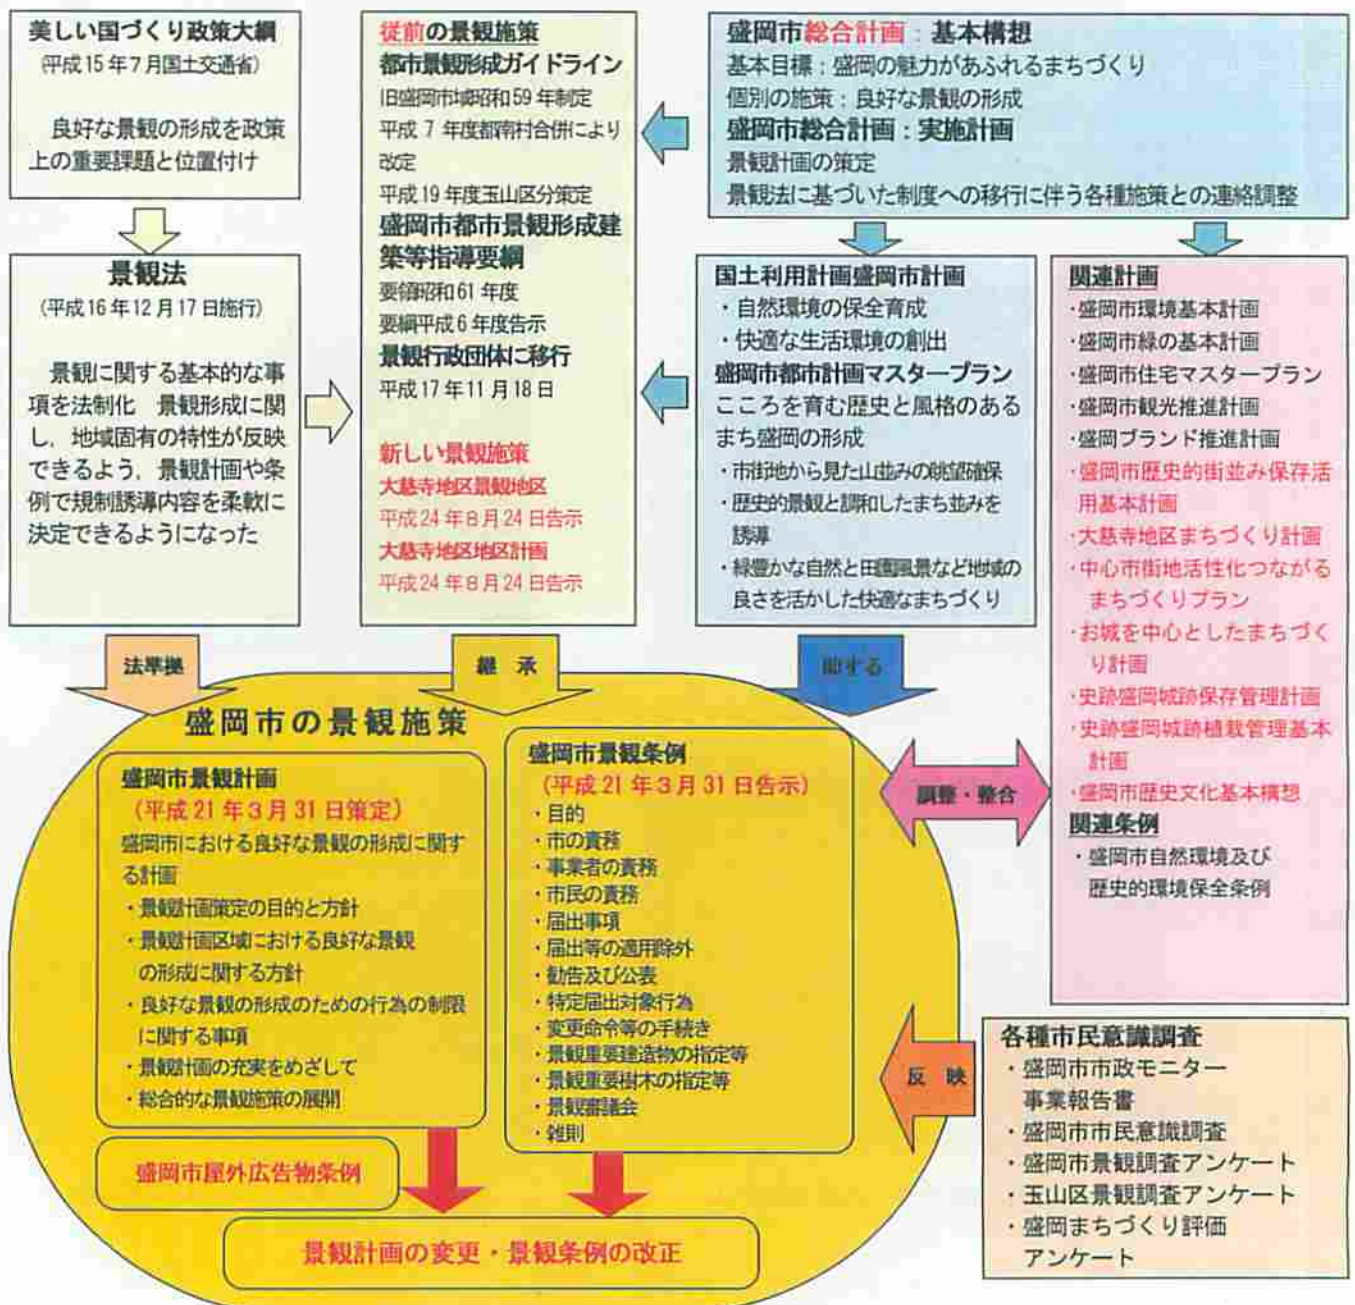 美しい国づくり政策大綱
(平成15年7月国土交通省)
良好な景観の形成を政策
上の重要課題と位置付け
景観法
(平成16年12月17日施行)
景観に関する基本的な事
項を法制化　景観形成に関
し，地域固有の特性が反映
できるよう，景観計画や条
例で規制誘導内容を柔軟に
決定できるようになった
従前の景観施策
都市景観形成ガイドライン
旧盛岡市域昭和59年制定
平成7年度都南村合併により
改定
平成19年度玉山区分策定
盛岡市都市景観形成建
築等指導要綱
要領昭和61年度
要綱平成6年度告示
景観行政団体に移行
平成17年11月18日
新しい景観施策
大慈寺地区景観地区
平成24年8月24日告示
大慈寺地区地区計画
平成24年8月24日告示
盛岡市総合計画：基本構想
基本目標：盛岡の魅力があふれるまちづくり
個別の施策：良好な景観の形成
盛岡市総合計画：実施計画
景観計画の策定
景観法に基づいた制度への移行に伴う各種施策との連絡調整
国土利用計画盛岡市計画
・自然環境の保全育成
・快適な生活環境の創出
盛岡市都市計画マスタープラン
こころを育む歴史と風格のある
まち盛岡の形成
・市街地から見た山並みの眺望確保
・歴史的景観と調和したまち並みを
誘導
・緑豊かな自然と田園風景など地域の
良さを活かした快適なまちづくり
関連計画
・盛岡市環境基本計画
・盛岡市緑の基本計画
・盛岡市住宅マスタープラン
・盛岡市観光推進計画
・盛岡ブランド推進計画
・盛岡市歴史的街並み保存活
用基本計画
・大慈寺地区まちづくり計画
・中心市街地活性化つながる
まちづくりプラン
・お城を中心としたまちづく
り計画
・史跡盛岡城跡保存管理計画
・史跡盛岡城跡植栽管理基本
計画
・盛岡市歴史文化基本構想
関連条例
・盛岡市自然環境及び
歴史的環境保全条例
法準拠
継承
即する
調整・整合
反映
盛岡市の景観施策
盛岡市景観計画
(平成21年3月31日策定)
盛岡市における良好な景観の形成に関す
る計画
・景観計画策定の目的と方針
・景観計画区域における良好な景観
の形成に関する方針
・良好な景観の形成のための行為の制限
に関する事項
・景観計画の充実をめざして
・総合的な景観施策の展開
盛岡市景観条例
(平成21年3月31日告示)
・目的
・市の責務
・事業者の責務
・市民の責務
・届出事項
・届出等の適用除外
・勧告及び公表
・特定届出対象行為
・変更命令等の手続き
・景観重要建造物の指定等
・景観重要樹木の指定等
・景観審議会
・雑則
盛岡市屋外広告物条例
景観計画の変更・景観条例の改正
各種市民意識調査
・盛岡市市政モニター
事業報告書
・盛岡市市民意識調査
・盛岡市景観調査アンケート
・玉山区景観調査アンケート
・盛岡まちづくり評価
アンケート